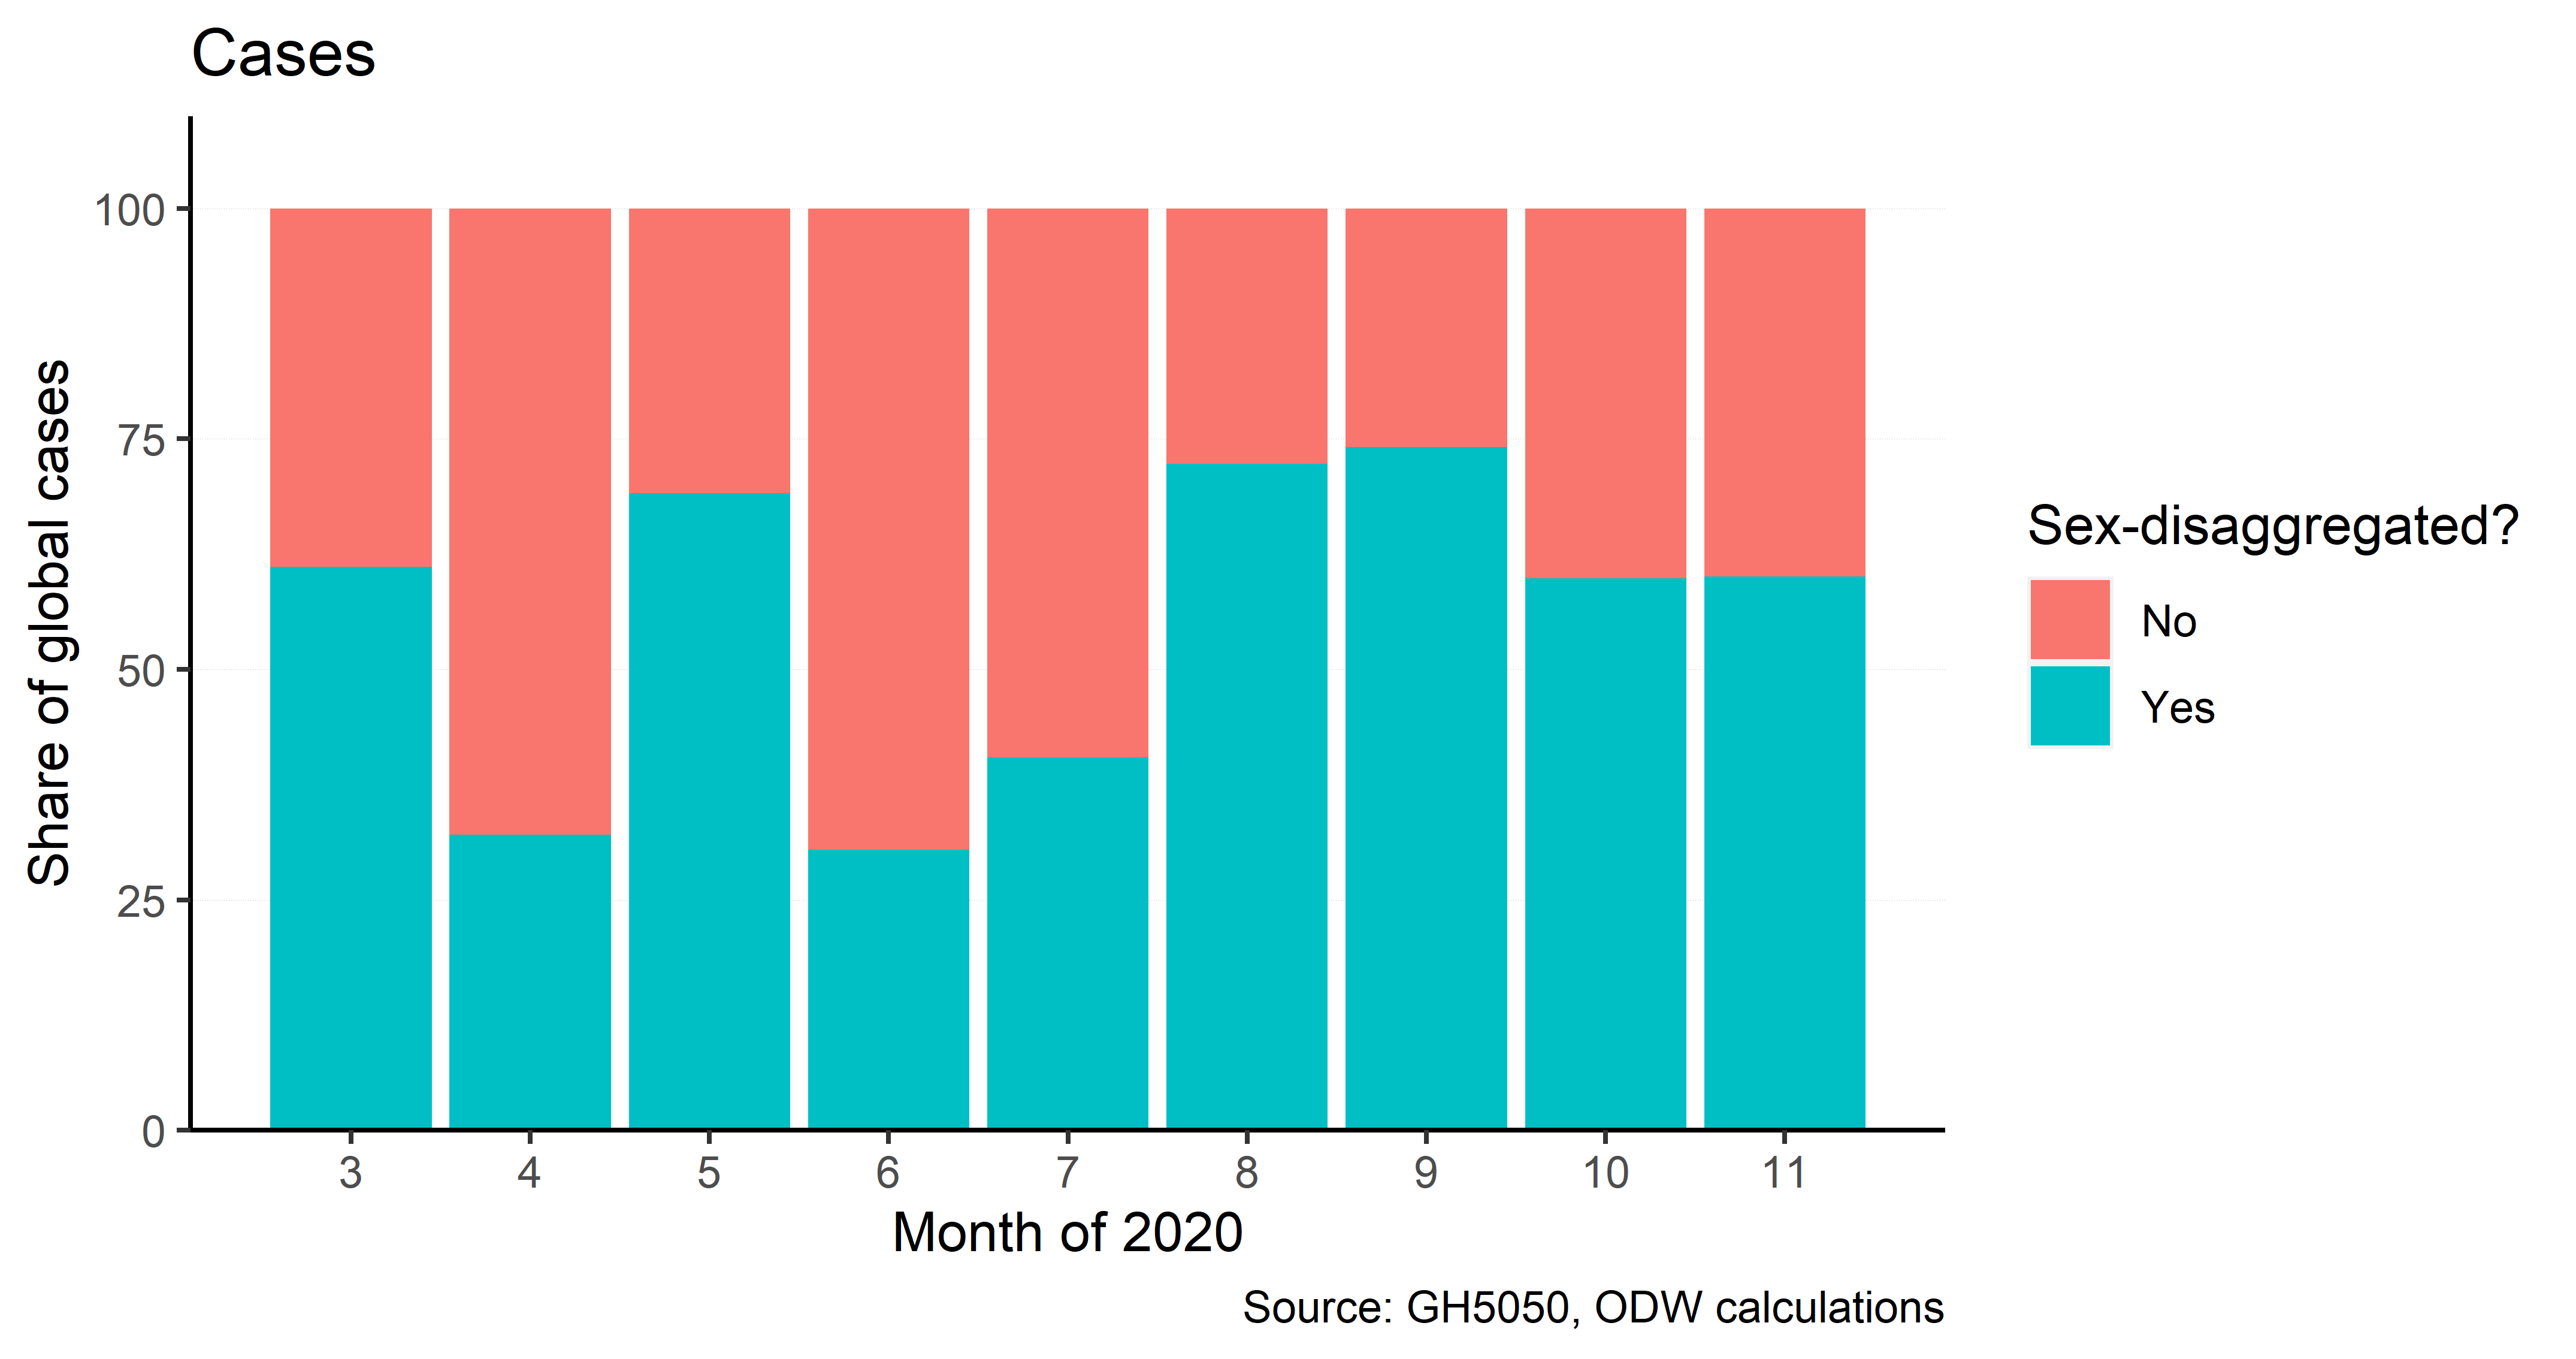 Cases
Share of global cases
100
75
50
25
0
3 4 5 6 7 8 9 10 11
Month of 2020
Sex-disaggregated?
No
Yes
Source: GH5050, ODW calculations